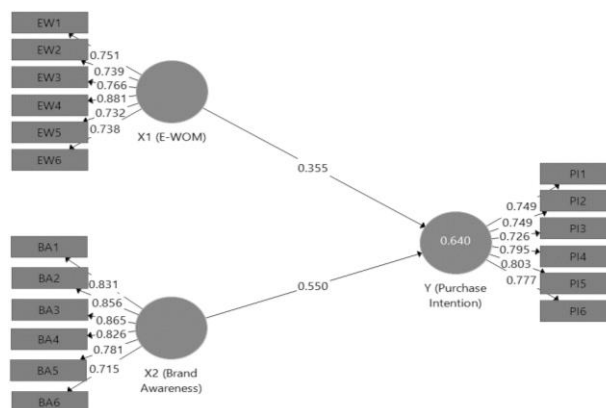 EW1
EW2
EW3
EW4
EW5
EW6
0.751
0.739
0.766
0.881
0.732
0.738
X1 (E-WOM)
0.355
BA1
BA2
BA3
BA4
BA5
BA6
0.831
0.856
0.865
0.826
0.781
0.715
X2 (Brand
Awareness)
0.550
0.640
Y (Purchase
Intention)
0.749
0.749
0.726
0.795
0.803
0.777
PI1
PI2
PI3
PI4
PI5
PI6